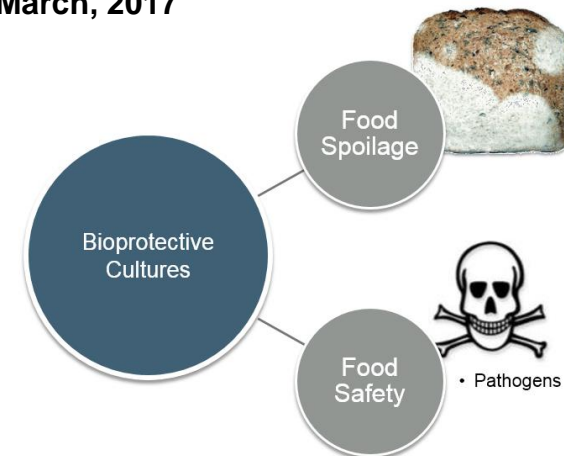 March, 2017
Food
Spoilage
Bioprotective
Cultures
Food
Safety
• Pathogens